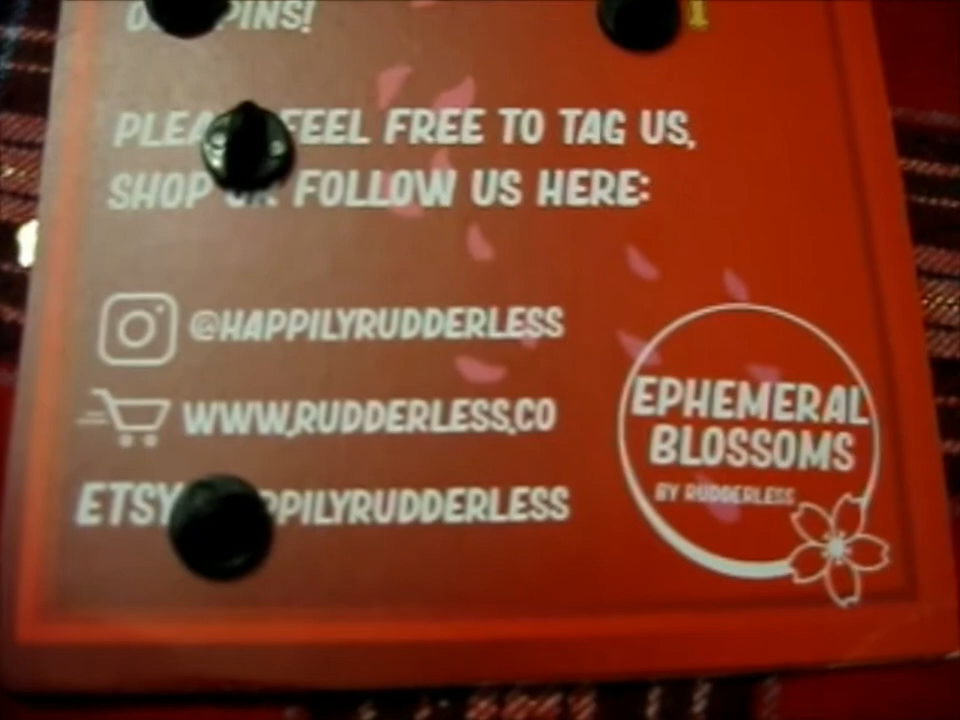 PINS!
FEEL FREE TO TAG US,
SHOP FOLLOW US HERE:
@HAPPILYRUDDERLESS
WWW.RUDDERLESS.CO
ETSY
EPHEMERAL
BLOSSOMS
BY RUDDERLESS